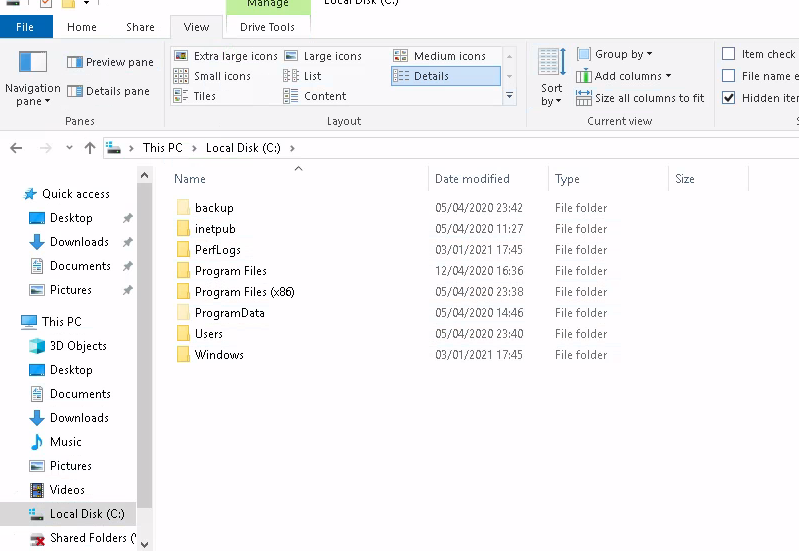 Manage
Local Disk (C:)
File
Home
Share
View
Drive Tools
Navigation
pane
Preview pane
Details pane
Panes
Extra large icons
Large icons
Medium icons
Small icons
List
Details
Tiles
Content
Layout
Sort
by
Group by
Add columns
Size all columns to fit
Current view
Item check
File name e
Hidden iter
This PC
Local Disk (C:)
Name
Date modified
Type
Size
Quick access
Desktop
Downloads
Documents
Pictures
This PC
3D Objects
Desktop
Documents
Downloads
Music
Pictures
Videos
Local Disk (C:)
Shared Folders (
backup 05/04/2020 23:42 File folder
inetpub 05/04/2020 11:27 File folder
PerfLogs 03/01/2021 17:45 File folder
Program Files 12/04/2020 16:36 File folder
Program Files (x86) 05/04/2020 23:38 File folder
ProgramData 05/04/2020 14:46 File folder
Users 05/04/2020 23:40 File folder
Windows 03/01/2021 17:45 File folder